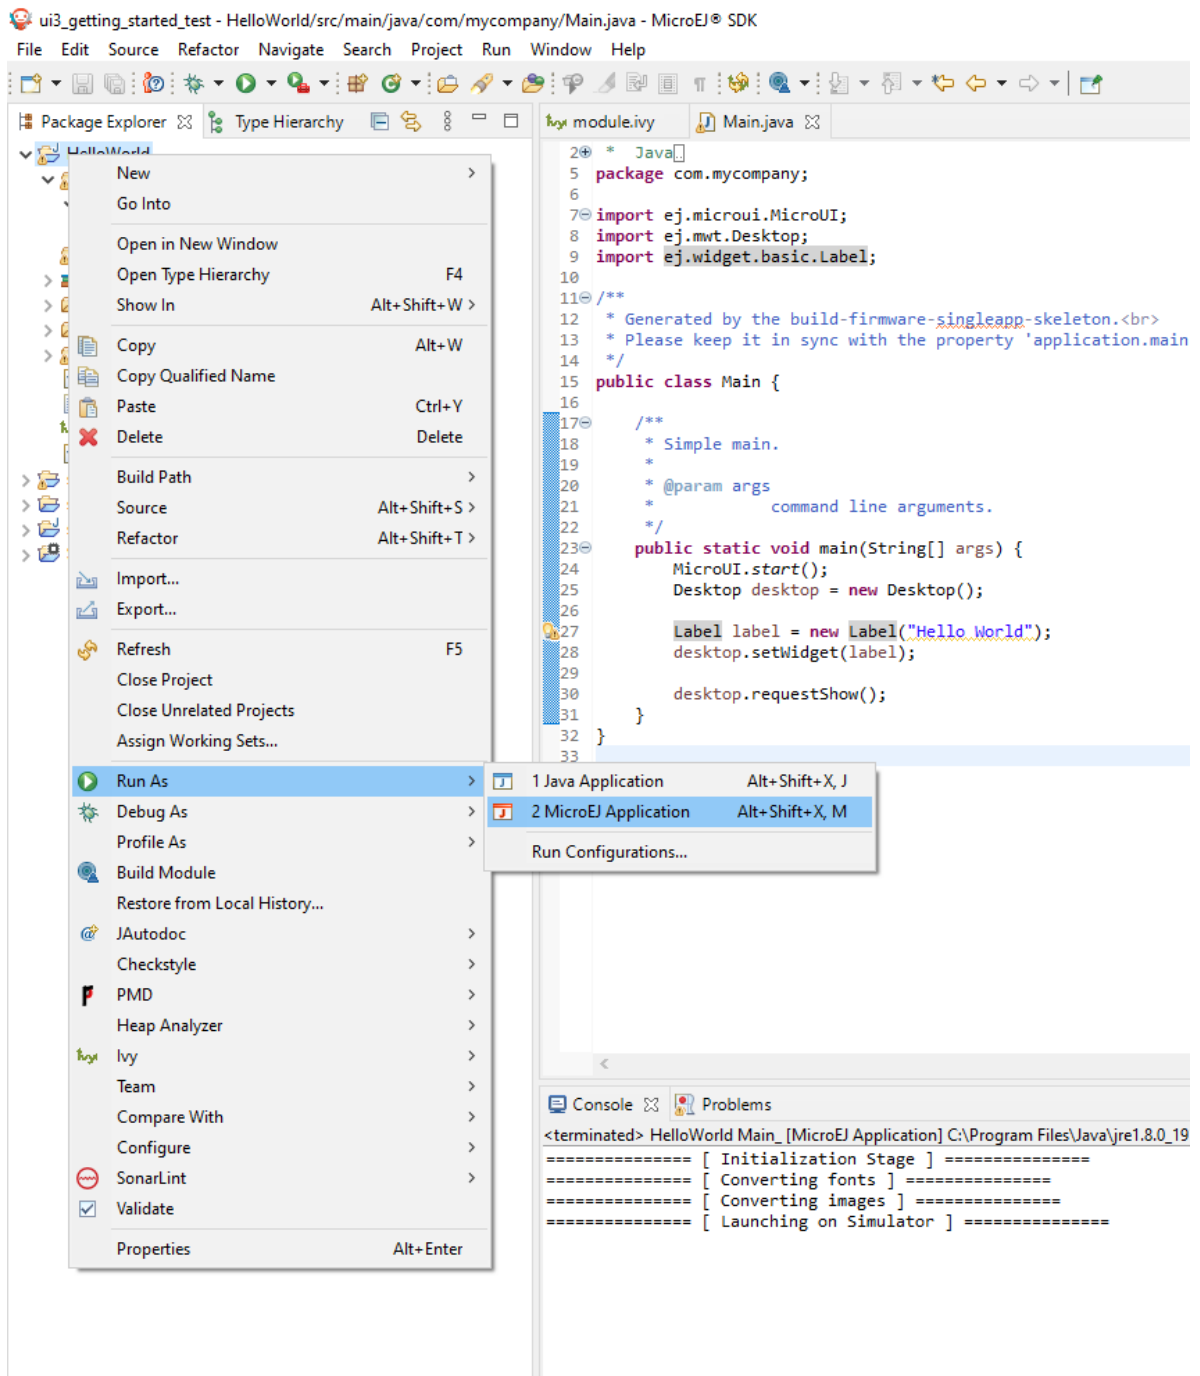 ui3_getting_started_test - HelloWorld/src/main/java/com/mycompany/Main.java - MicroEJ® SDK
File Edit Source Refactor Navigate Search Project Run Window Help
Package Explorer Type Hierarchy
HelloWorld
New
Go Into
Open in New Window
Open Type Hierarchy F4
Show In Alt+Shift+W >
Copy Alt+W
Copy Qualified Name
Paste Ctrl+Y
Delete Delete
Build Path >
Source Alt+Shift+S >
Refactor Alt+Shift+T >
Import...
Export...
Refresh F5
Close Project
Close Unrelated Projects
Assign Working Sets...
Run As >
Debug As >
Profile As >
Build Module
Restore from Local History...
JAutodoc >
Checkstyle >
PMD >
Heap Analyzer >
Ivy >
Team >
Compare With >
Configure >
SonarLint >
Validate
Properties Alt+Enter
1 Java Application Alt+Shift+X, J
2 MicroEJ Application Alt+Shift+X, M
Run Configurations...
module.ivy Main.java
2 * Java..
5 package com.mycompany;
6
7 import ej.microui.MicroUI;
8 import ej.mwt.Desktop;
9 import ej.widget.basic.Label;
10
11 /**
12 * Generated by the build-firmware-singleapp-skeleton.<br>
13 * Please keep it in sync with the property 'application.main
14 */
15 public class Main {
16
17 /**
18 * Simple main.
19 *
20 * @param args
21 * command line arguments.
22 */
23 public static void main(String[] args) {
24 MicroUI.start();
25 Desktop desktop = new Desktop();
26
27 Label label = new Label("Hello World");
28 desktop.setWidget(label);
29
30 desktop.requestShow();
31 }
32 }
33
Console Problems
<terminated> HelloWorld Main_ [MicroEJ Application] C:\Program Files\Java\jre1.8.0_19
=============== [ Initialization Stage ] ===============
=============== [ Converting fonts ] ===============
=============== [ Converting images ] ===============
=============== [ Launching on Simulator ] ===============